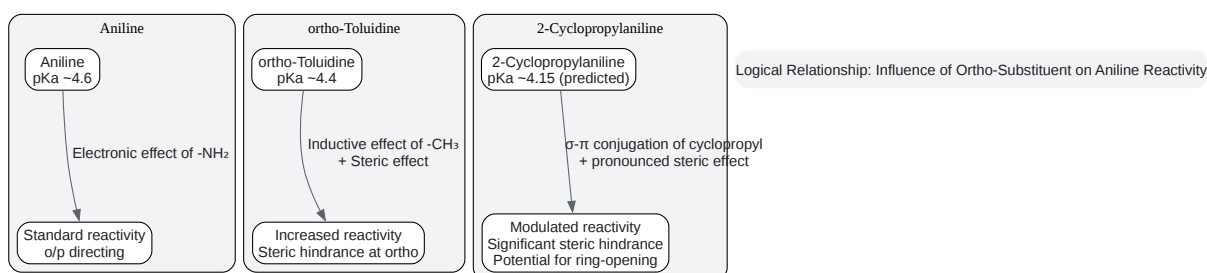 Aniline
Aniline
pKa ~4.6
Electronic effect of -NH₂
Standard reactivity
o/p directing
ortho-Toluidine
ortho-Toluidine
pKa ~4.4
Inductive effect of -CH₃
+ Steric effect
Increased reactivity
Steric hindrance at ortho
2-Cyclopropylaniline
2-Cyclopropylaniline
pKa ~4.15 (predicted)
σ-π conjugation of cyclopropyl
+ pronounced steric effect
Modulated reactivity
Significant steric hindrance
Potential for ring-opening
Logical Relationship: Influence of Ortho-Substituent on Aniline Reactivity